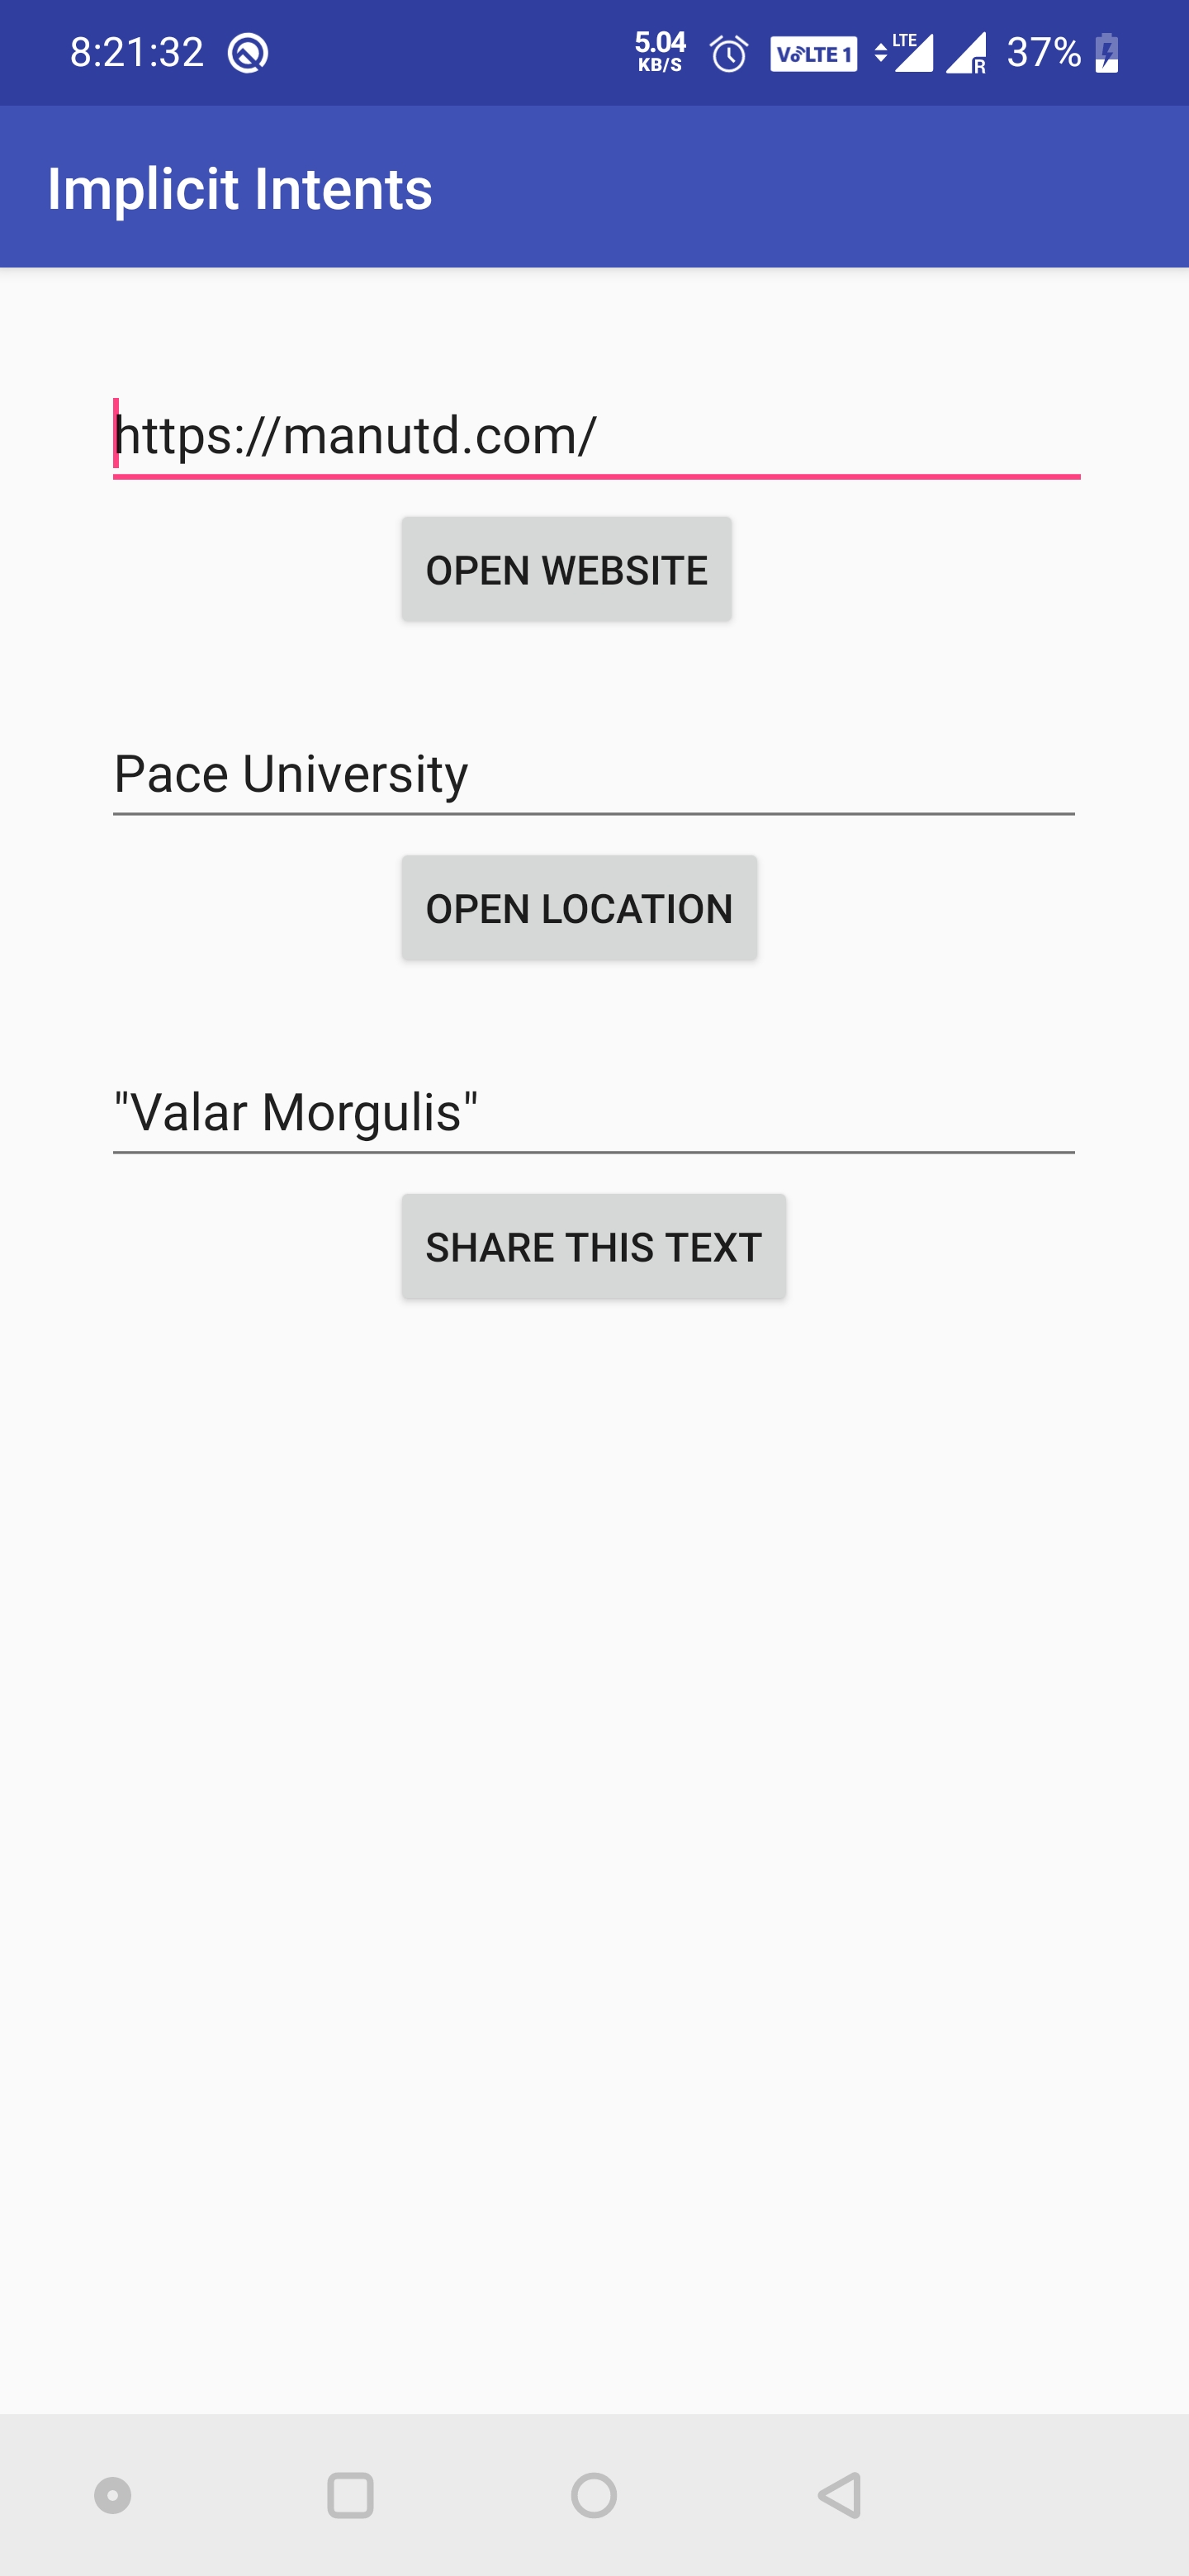 8:21:32 5.04 KB/S VoLTE 1 LTE R 37%
Implicit Intents
https://manutd.com/
OPEN WEBSITE
Pace University
OPEN LOCATION
"Valar Morgulis"
SHARE THIS TEXT